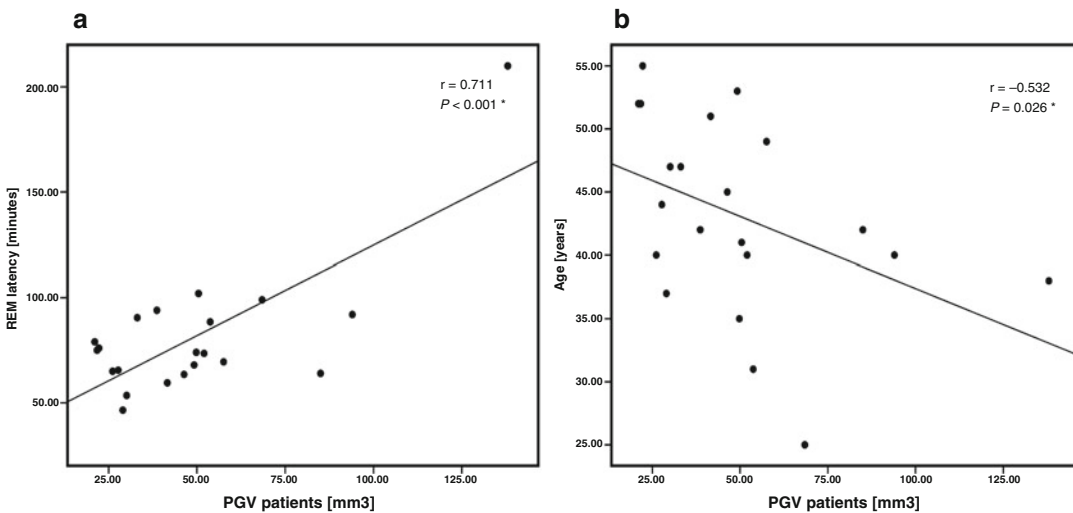 a
r = 0.711
P < 0.001 *
200.00
150.00
100.00
50.00
REM latency [minutes]
25.00 50.00 75.00 100.00 125.00
PGV patients [mm3]
b
r = –0.532
P = 0.026 *
55.00
50.00
45.00
40.00
35.00
30.00
25.00
Age [years]
25.00 50.00 75.00 100.00 125.00
PGV patients [mm3]